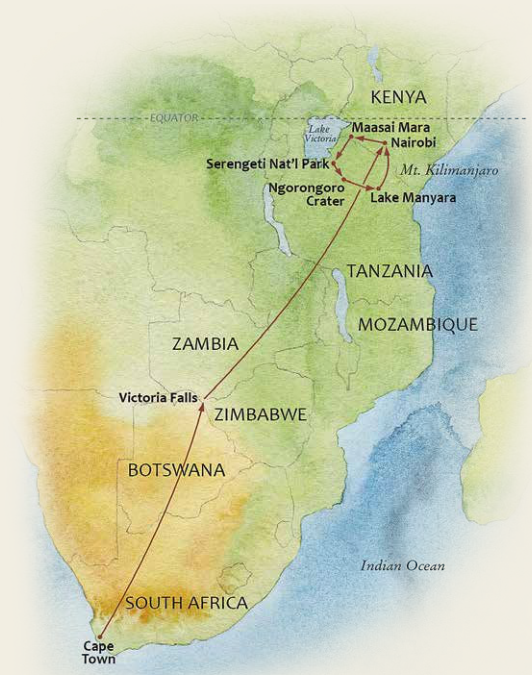 KENYA
EQUATOR
Lake
Victoria
Maasai Mara
Nairobi
Serengeti Nat'l Park
Mt. Kilimanjaro
Ngorongoro
Crater
Lake Manyara
TANZANIA
MOZAMBIQUE
ZAMBIA
Victoria Falls
ZIMBABWE
BOTSWANA
Indian Ocean
SOUTH AFRICA
Cape
Town